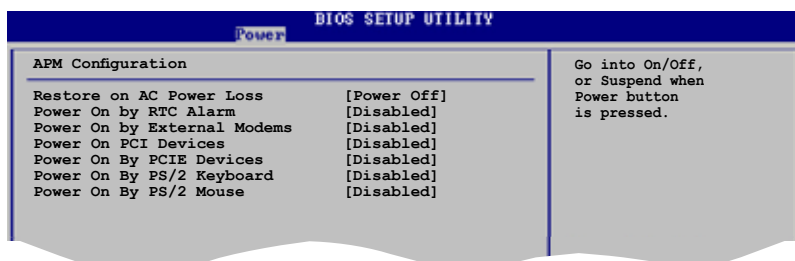 BIOS SETUP UTILITY
Power
APM Configuration
Restore on AC Power Loss [Power Off]
Power On by RTC Alarm [Disabled]
Power On by External Modems [Disabled]
Power On PCI Devices [Disabled]
Power On By PCIE Devices [Disabled]
Power On By PS/2 Keyboard [Disabled]
Power On By PS/2 Mouse [Disabled]
Go into On/Off,
or Suspend when
Power button
is pressed.